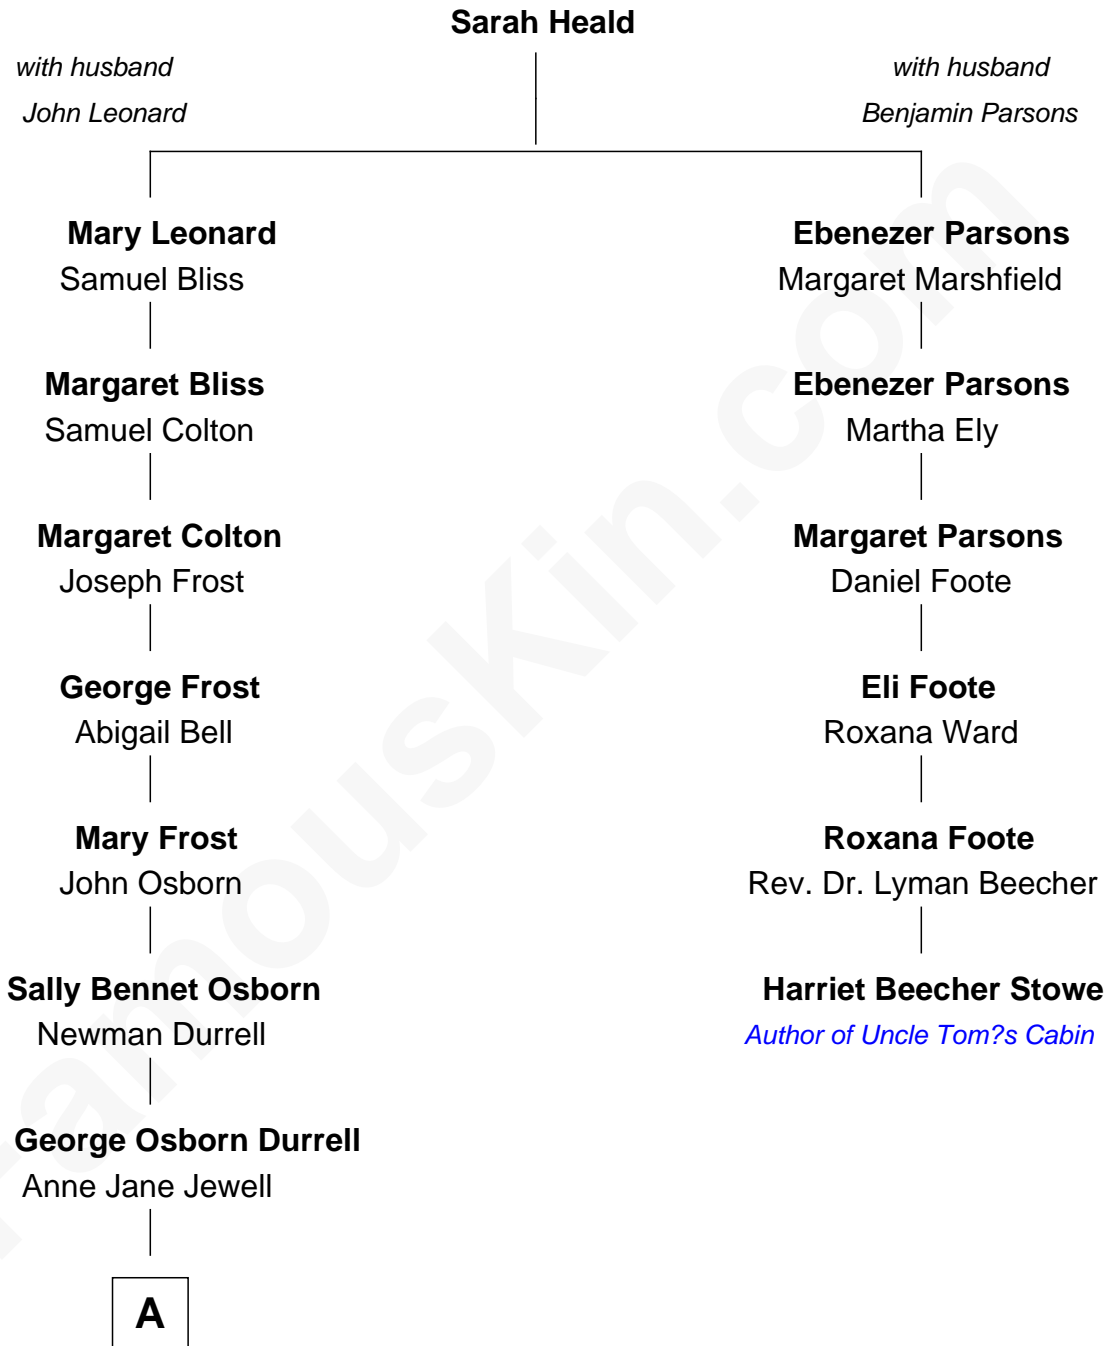 Sarah Heald
with husband
John Leonard
with husband
Benjamin Parsons
Mary Leonard
Samuel Bliss
Margaret Bliss
Samuel Colton
Margaret Colton
Joseph Frost
George Frost
Abigail Bell
Mary Frost
John Osborn
Sally Bennet Osborn
Newman Durrell
George Osborn Durrell
Anne Jane Jewell
A
Ebenezer Parsons
Margaret Marshfield
Ebenezer Parsons
Martha Ely
Margaret Parsons
Daniel Foote
Eli Foote
Roxana Ward
Roxana Foote
Rev. Dr. Lyman Beecher
Harriet Beecher Stowe
Author of Uncle Tom?s Cabin
FamousKin.com